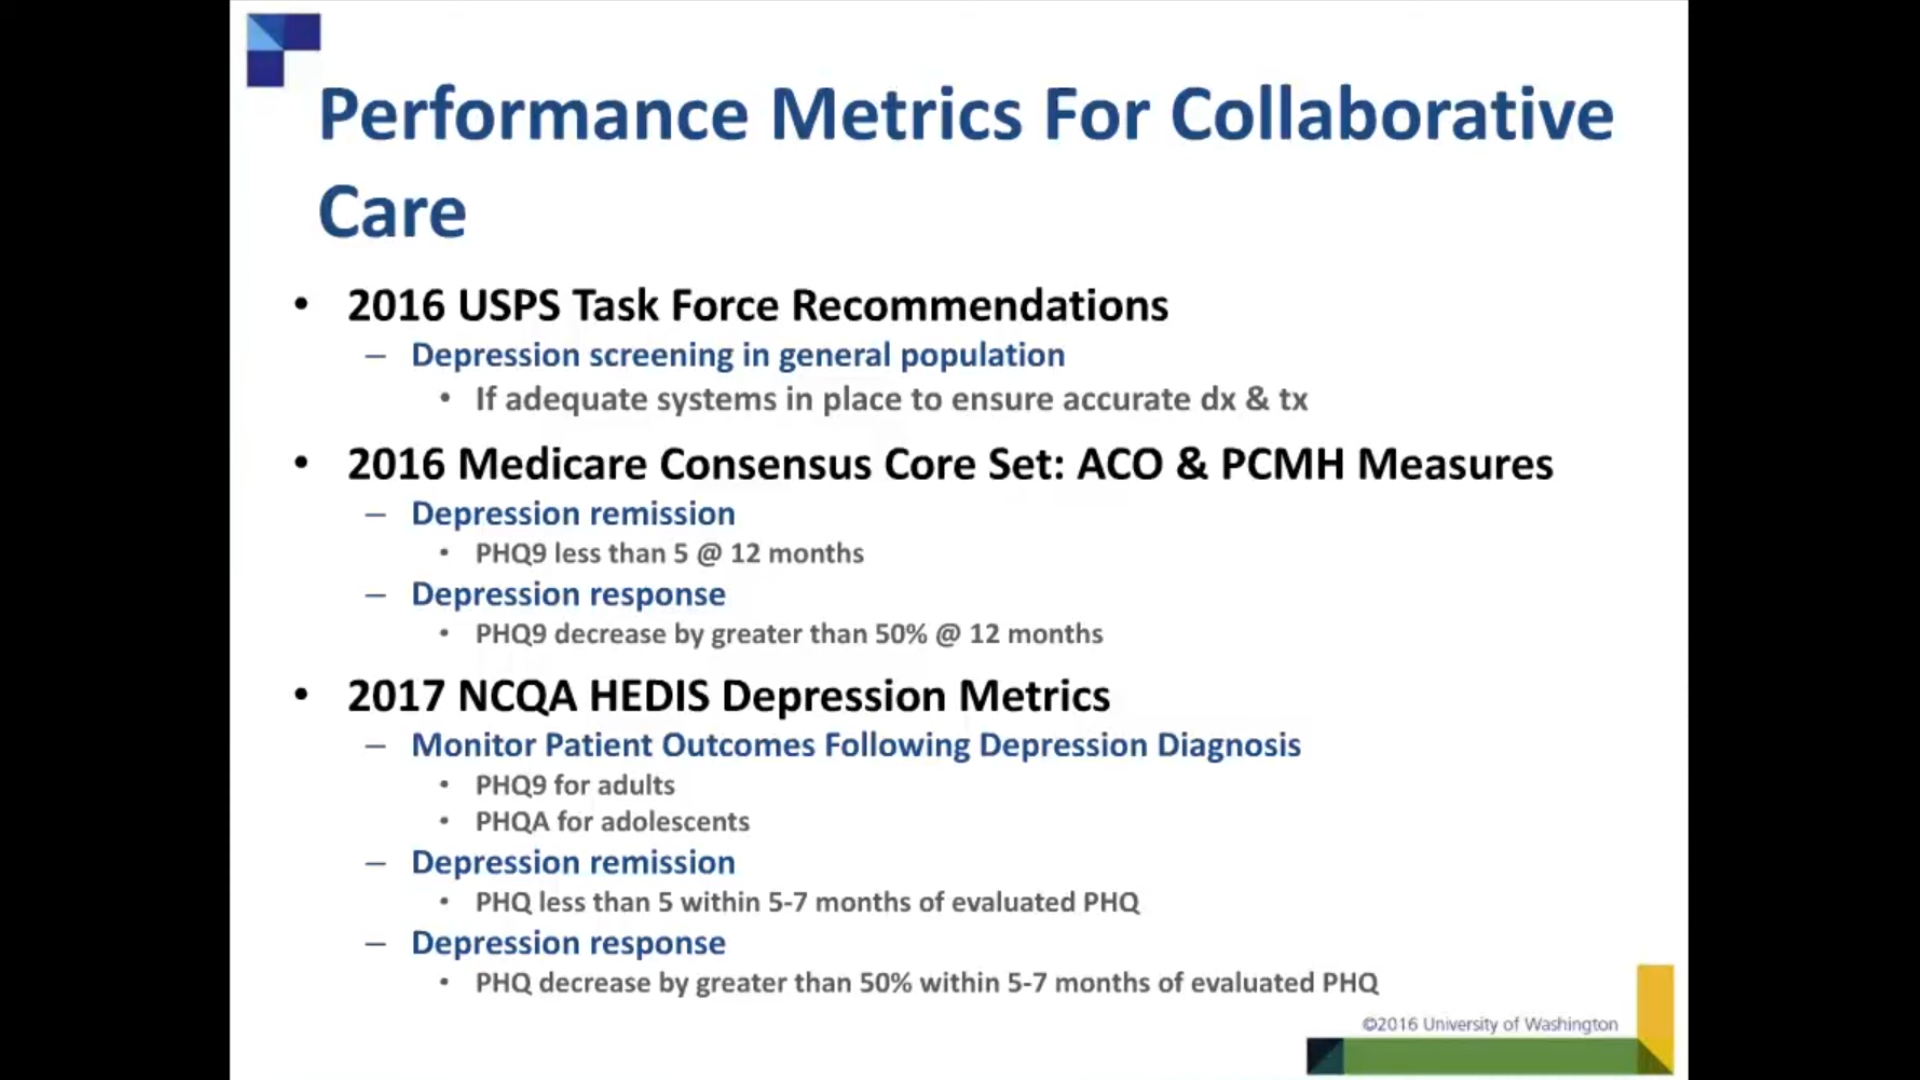 Performance Metrics For Collaborative
Care
• 2016 USPS Task Force Recommendations
– Depression screening in general population
• If adequate systems in place to ensure accurate dx & tx
• 2016 Medicare Consensus Core Set: ACO & PCMH Measures
– Depression remission
• PHQ9 less than 5 @ 12 months
– Depression response
• PHQ9 decrease by greater than 50% @ 12 months
• 2017 NCQA HEDIS Depression Metrics
– Monitor Patient Outcomes Following Depression Diagnosis
• PHQ9 for adults
• PHQA for adolescents
– Depression remission
• PHQ less than 5 within 5-7 months of evaluated PHQ
– Depression response
• PHQ decrease by greater than 50% within 5-7 months of evaluated PHQ
©2016 University of Washington